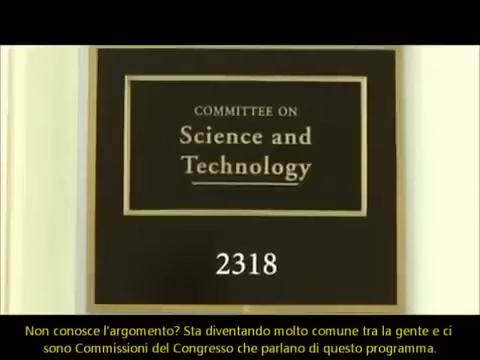 COMMITTEE ON
Science and
Technology
2318
Non conosce l'argomento? Sta diventando molto comune tra la gente e ci
sono Commissioni del Congresso che parlano di questo programma.